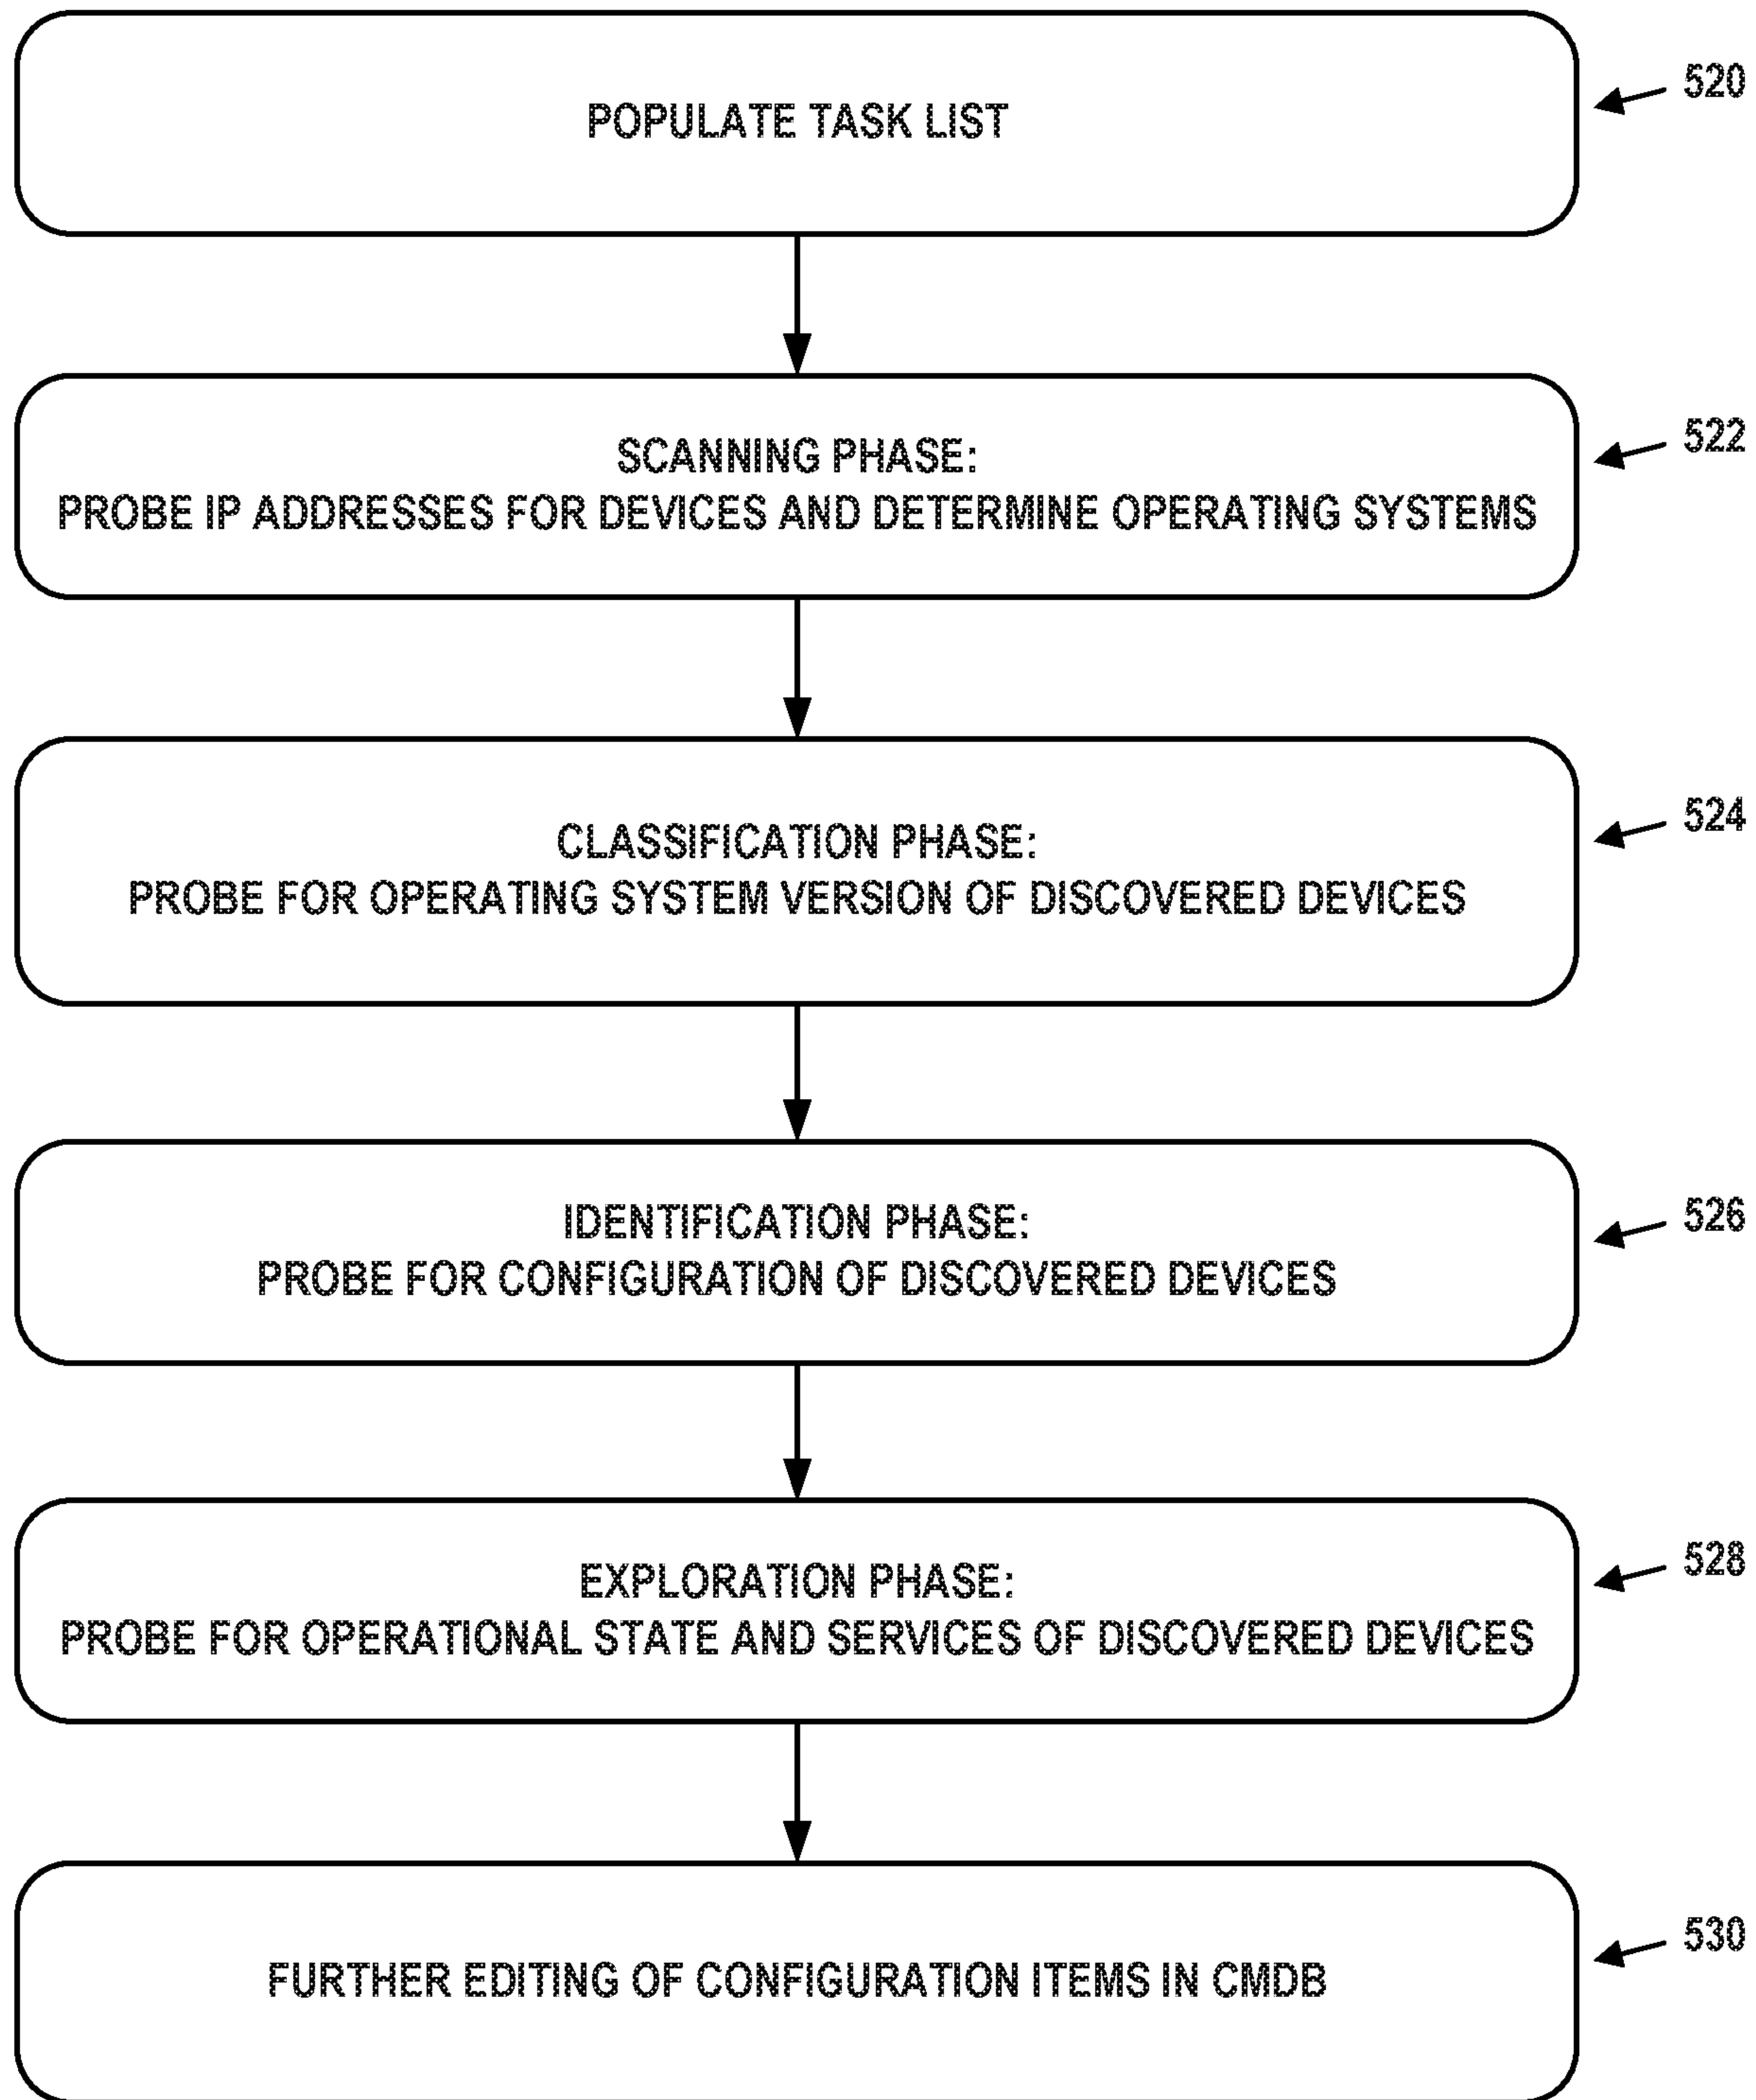 POPULATE TASK LIST
520
SCANNING PHASE:
PROBE IP ADDRESSES FOR DEVICES AND DETERMINE OPERATING SYSTEMS
522
CLASSIFICATION PHASE:
PROBE FOR OPERATING SYSTEM VERSION OF DISCOVERED DEVICES
524
IDENTIFICATION PHASE:
PROBE FOR CONFIGURATION OF DISCOVERED DEVICES
526
EXPLORATION PHASE:
PROBE FOR OPERATIONAL STATE AND SERVICES OF DISCOVERED DEVICES
528
FURTHER EDITING OF CONFIGURATION ITEMS IN CMDB
530